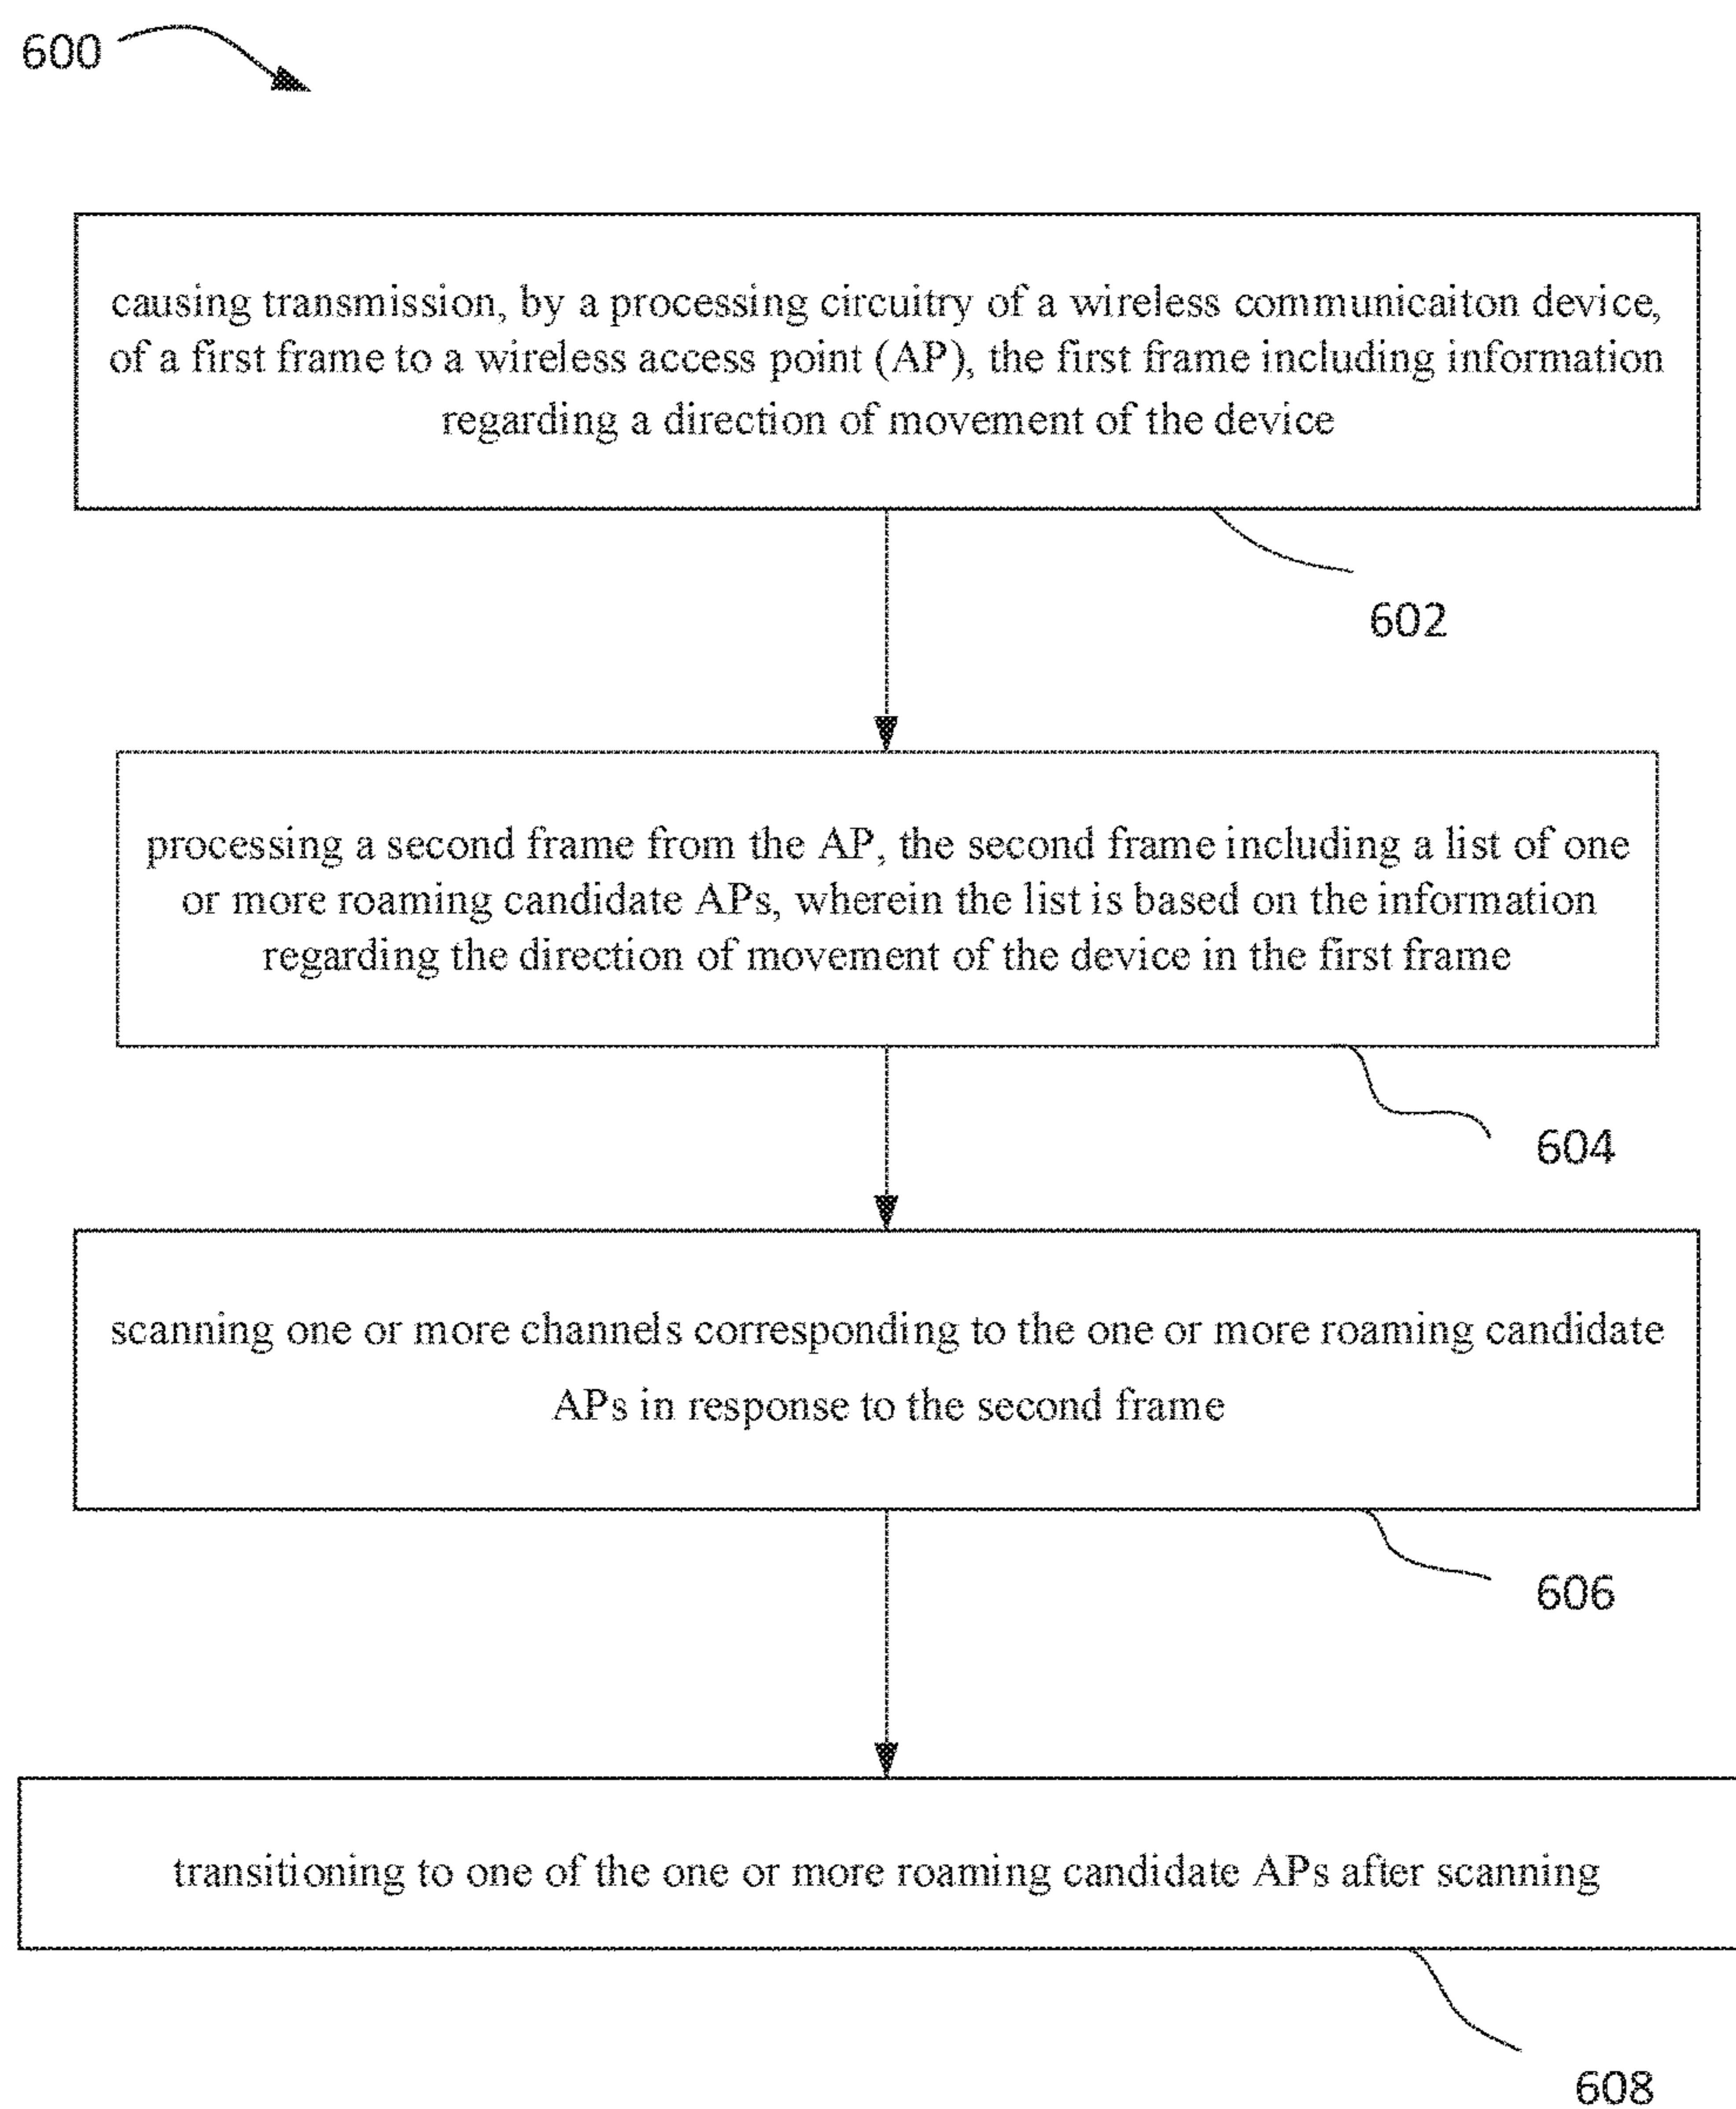 600
causing transmission, by a processing circuitry of a wireless communicaiton device,
of a first frame to a wireless access point (AP), the first frame including information
regarding a direction of movement of the device
602
processing a second frame from the AP, the second frame including a list of one
or more roaming candidate APs, wherein the list is based on the information
regarding the direction of movement of the device in the first frame
604
scanning one or more channels corresponding to the one or more roaming candidate
APs in response to the second frame
606
transitioning to one of the one or more roaming candidate APs after scanning
608